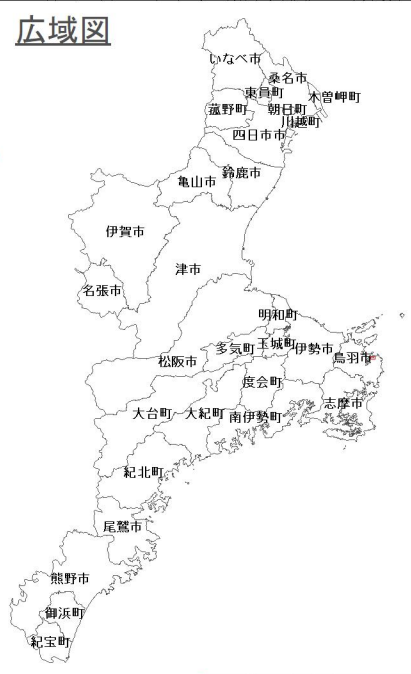 広域図
いなべ市
桑名市
東員町
木曽岬町
菰野町
朝日町
川越町
四日市市
亀山市
鈴鹿市
伊賀市
津市
名張市
明和町
松阪市
多気町
玉城町
伊勢市
鳥羽市
度会町
志摩市
大台町
大紀町
南伊勢町
紀北町
尾鷲市
熊野市
御浜町
紀宝町